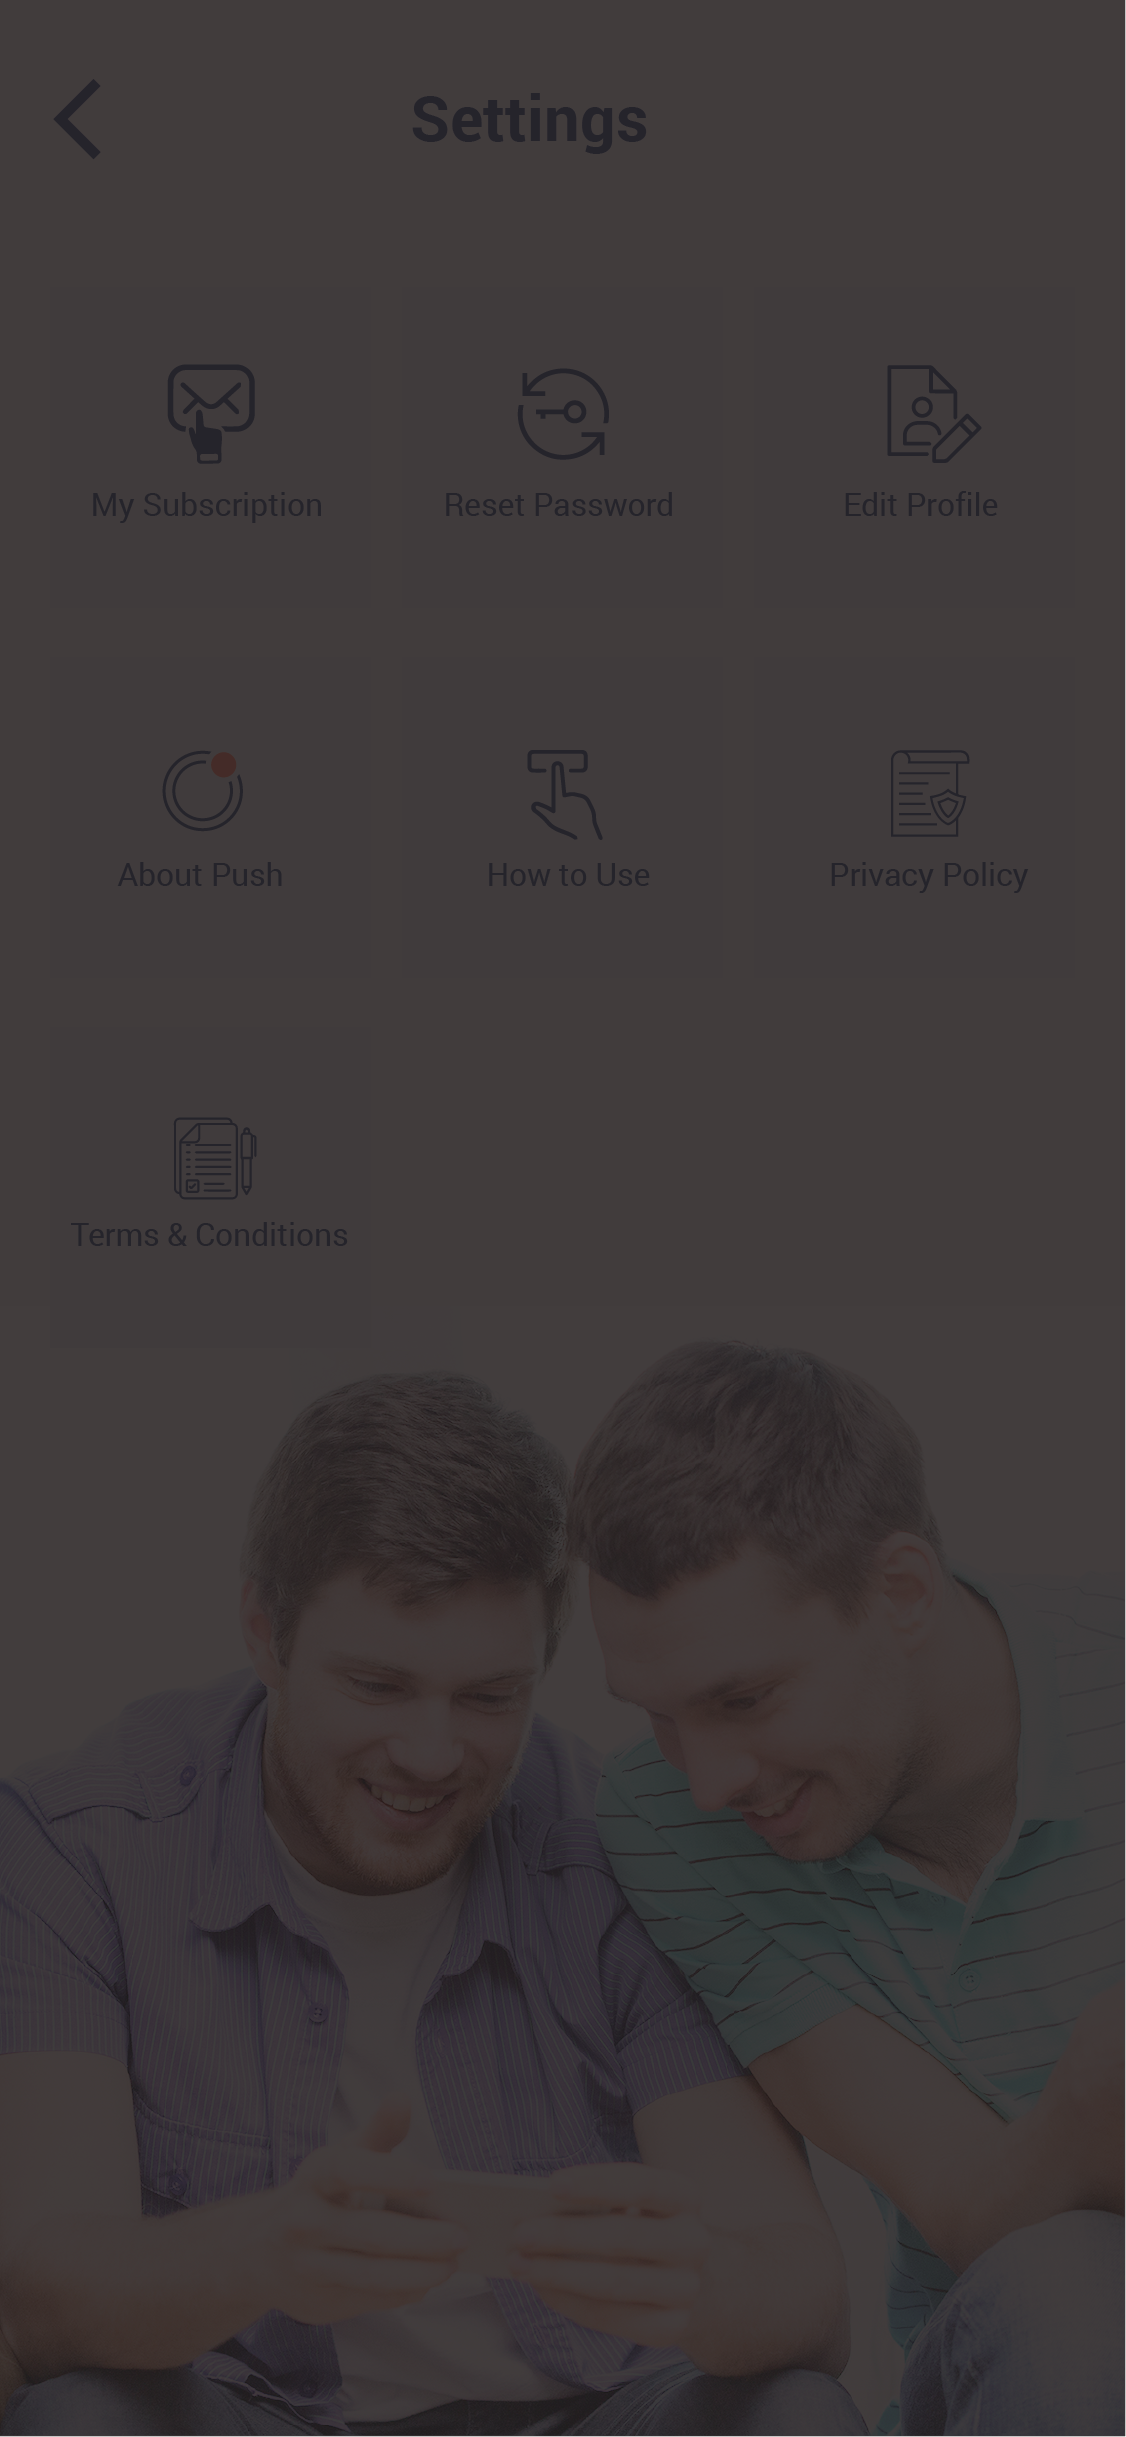 Settings
My Subscription
Reset Password
Edit Profile
About Push
How to Use
Privacy Policy
Terms & Conditions